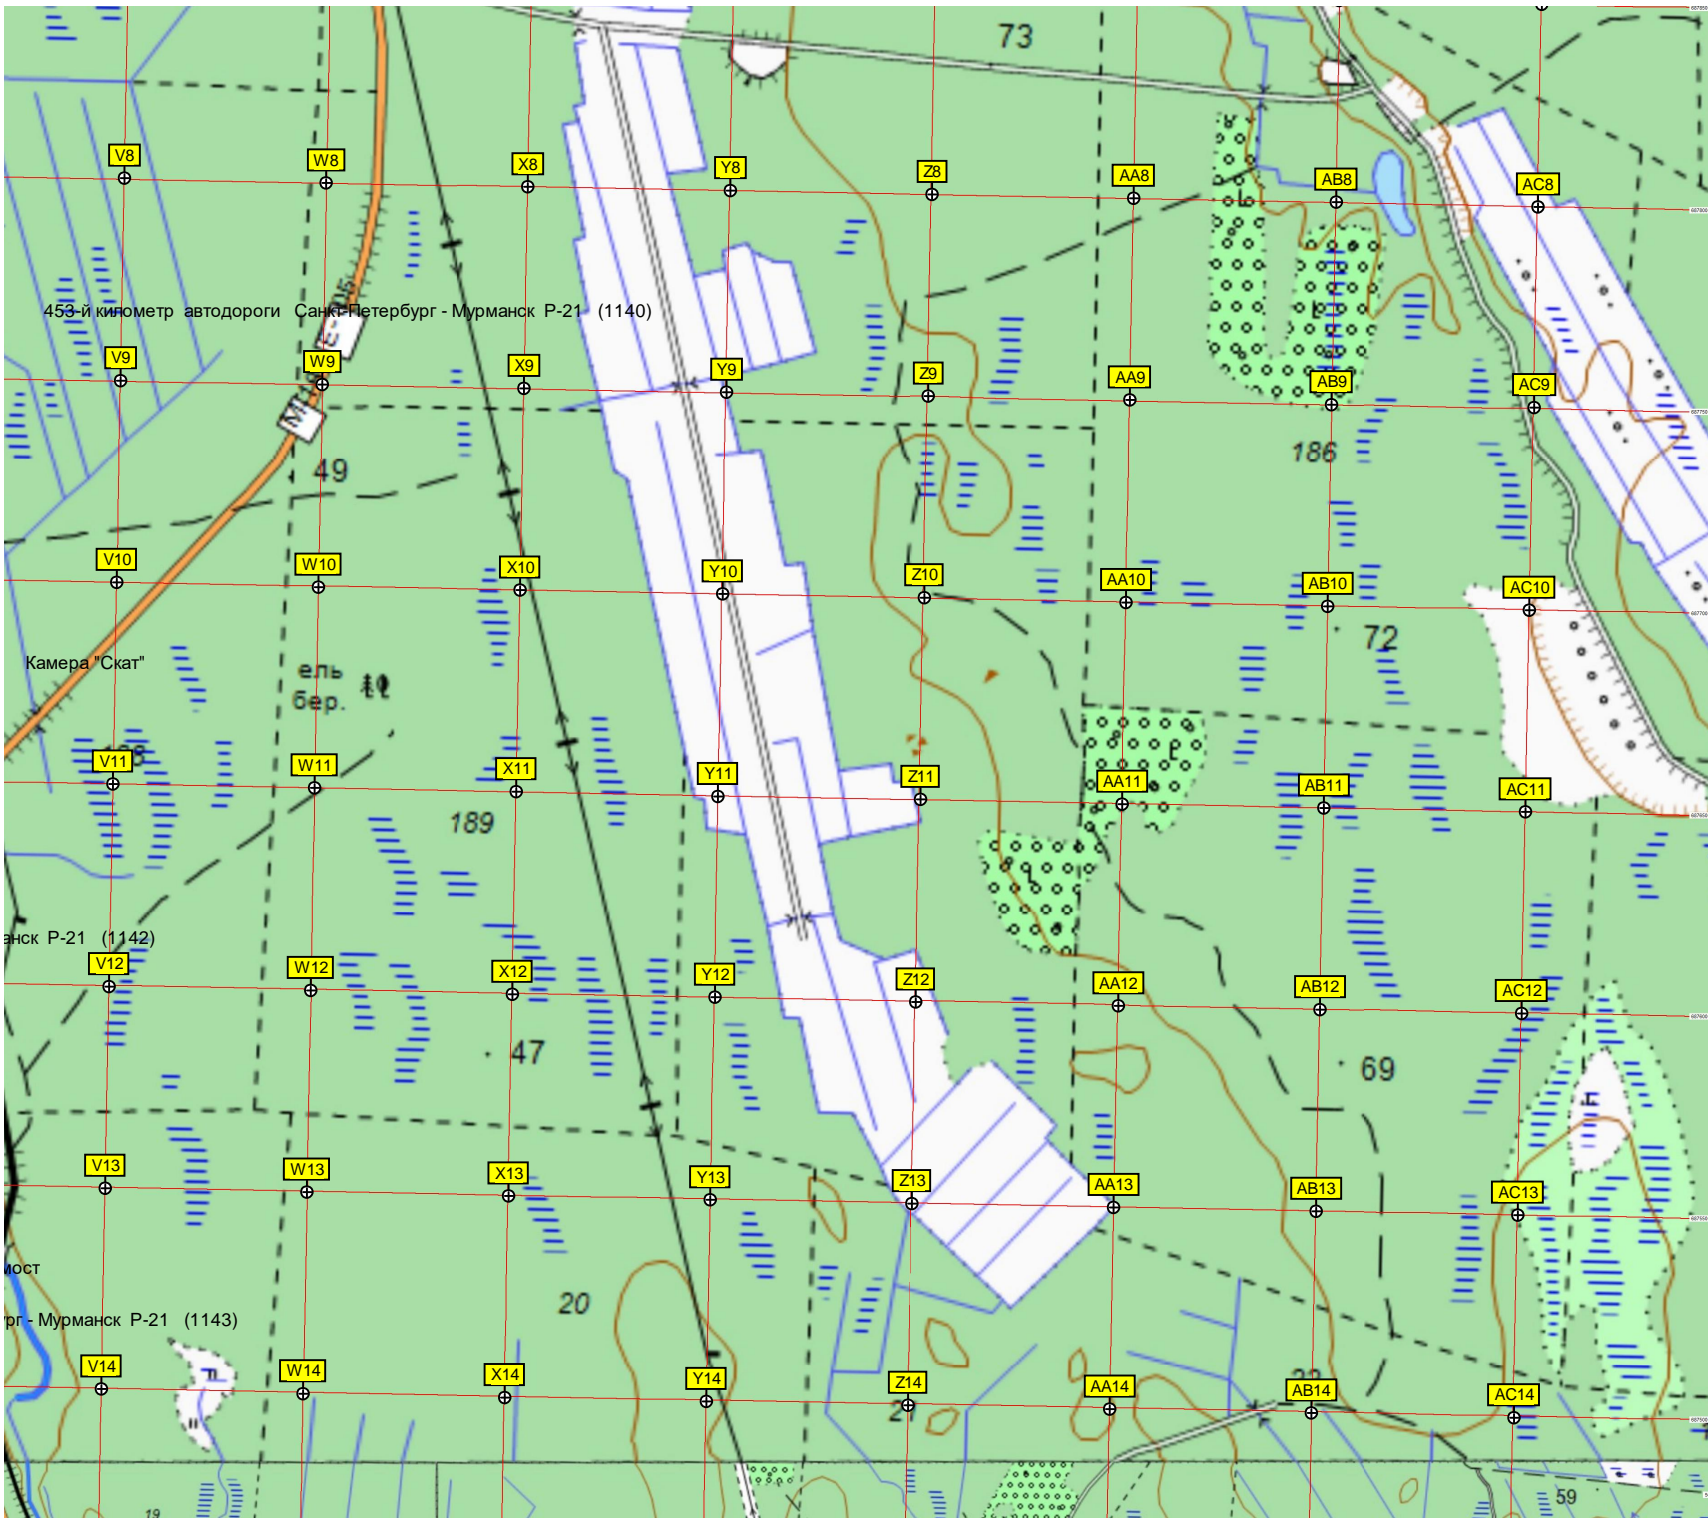 73
V8 W8 X8 Y8 Z8 AA8 AB8 AC8
453-й километр автодороги Санкт-Петербург - Мурманск Р-21 (1140)
V9 W9 X9 Y9 Z9 AA9 AB9 AC9
49
186
V10 W10 X10 Y10 Z10 AA10 AB10 AC10
72
Камера "Скат"
ель
бер.
V11 W11 X11 Y11 Z11 AA11 AB11 AC11
189
анск Р-21 (1142)
V12 W12 X12 Y12 Z12 AA12 AB12 AC12
47
69
V13 W13 X13 Y13 Z13 AA13 AB13 AC13
мост
20
ург - Мурманск Р-21 (1143)
V14 W14 X14 Y14 Z14 AA14 AB14 AC14
59
19